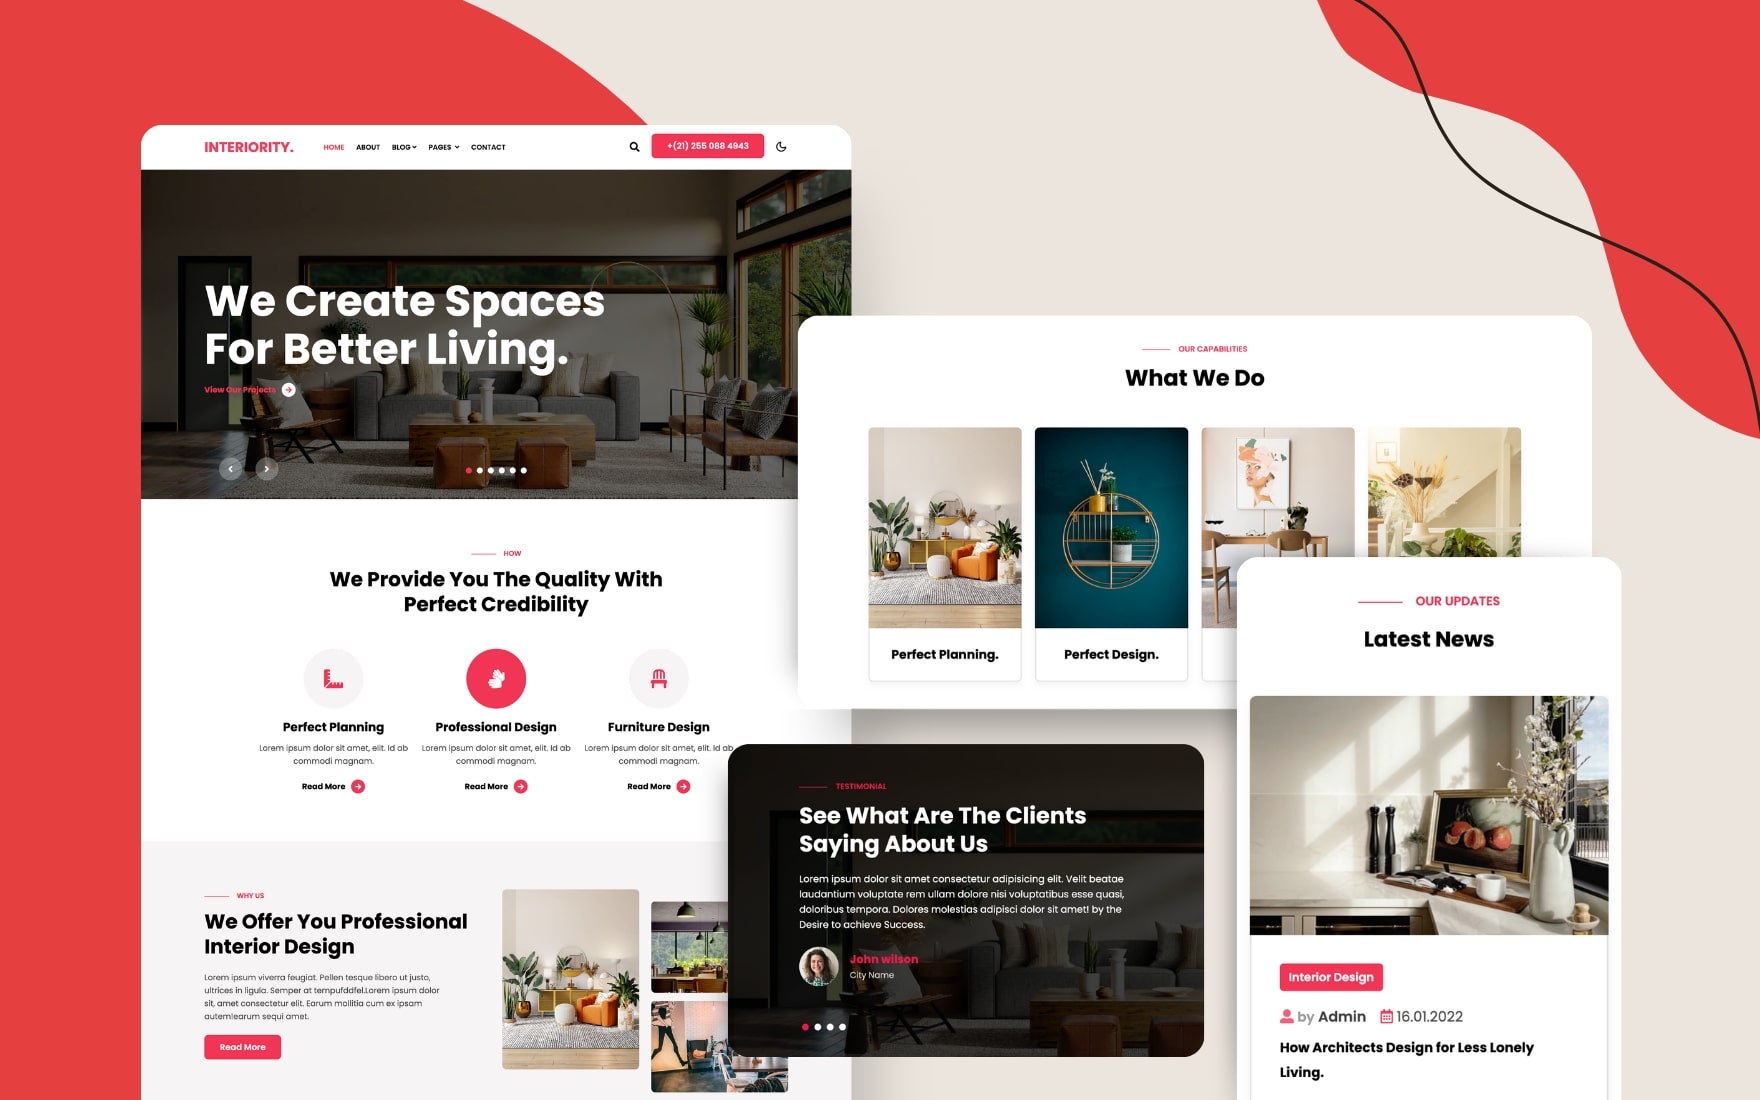 INTERIORITY.
HOME ABOUT BLOG PAGES CONTACT
+(21) 255 088 4943
We Create Spaces
For Better Living.
View Our Projects
HOW
We Provide You The Quality With
Perfect Credibility
Perfect Planning
Lorem ipsum dolor sit amet, elit. Id ab
commodi magnam.
Read More
Professional Design
Lorem ipsum dolor sit amet, elit. Id ab
commodi magnam.
Read More
Furniture Design
Lorem ipsum dolor sit amet, elit. Id ab
commodi magnam.
Read More
WHY US
We Offer You Professional
Interior Design
Lorem ipsum viverra feugiat. Pellen tesque libero ut justo,
ultrices in ligula. Semper at tempufddfel.Lorem ipsum dolor
sit, amet consectetur elit. Earum mollitia cum ex ipsam
autem!earum sequi amet.
Read More
OUR CAPABILITIES
What We Do
Perfect Planning.
Perfect Design.
TESTIMONIAL
See What Are The Clients
Saying About Us
Lorem ipsum dolor sit amet consectetur adipisicing elit. Velit beatae
laudantium voluptate rem ullam dolore nisi voluptatibus esse quasi,
doloribus tempora. Dolores molestias adipisci dolor sit amet! by the
Desire to achieve Success.
John wilson
City Name
OUR UPDATES
Latest News
Interior Design
by Admin 16.01.2022
How Architects Design for Less Lonely
Living.